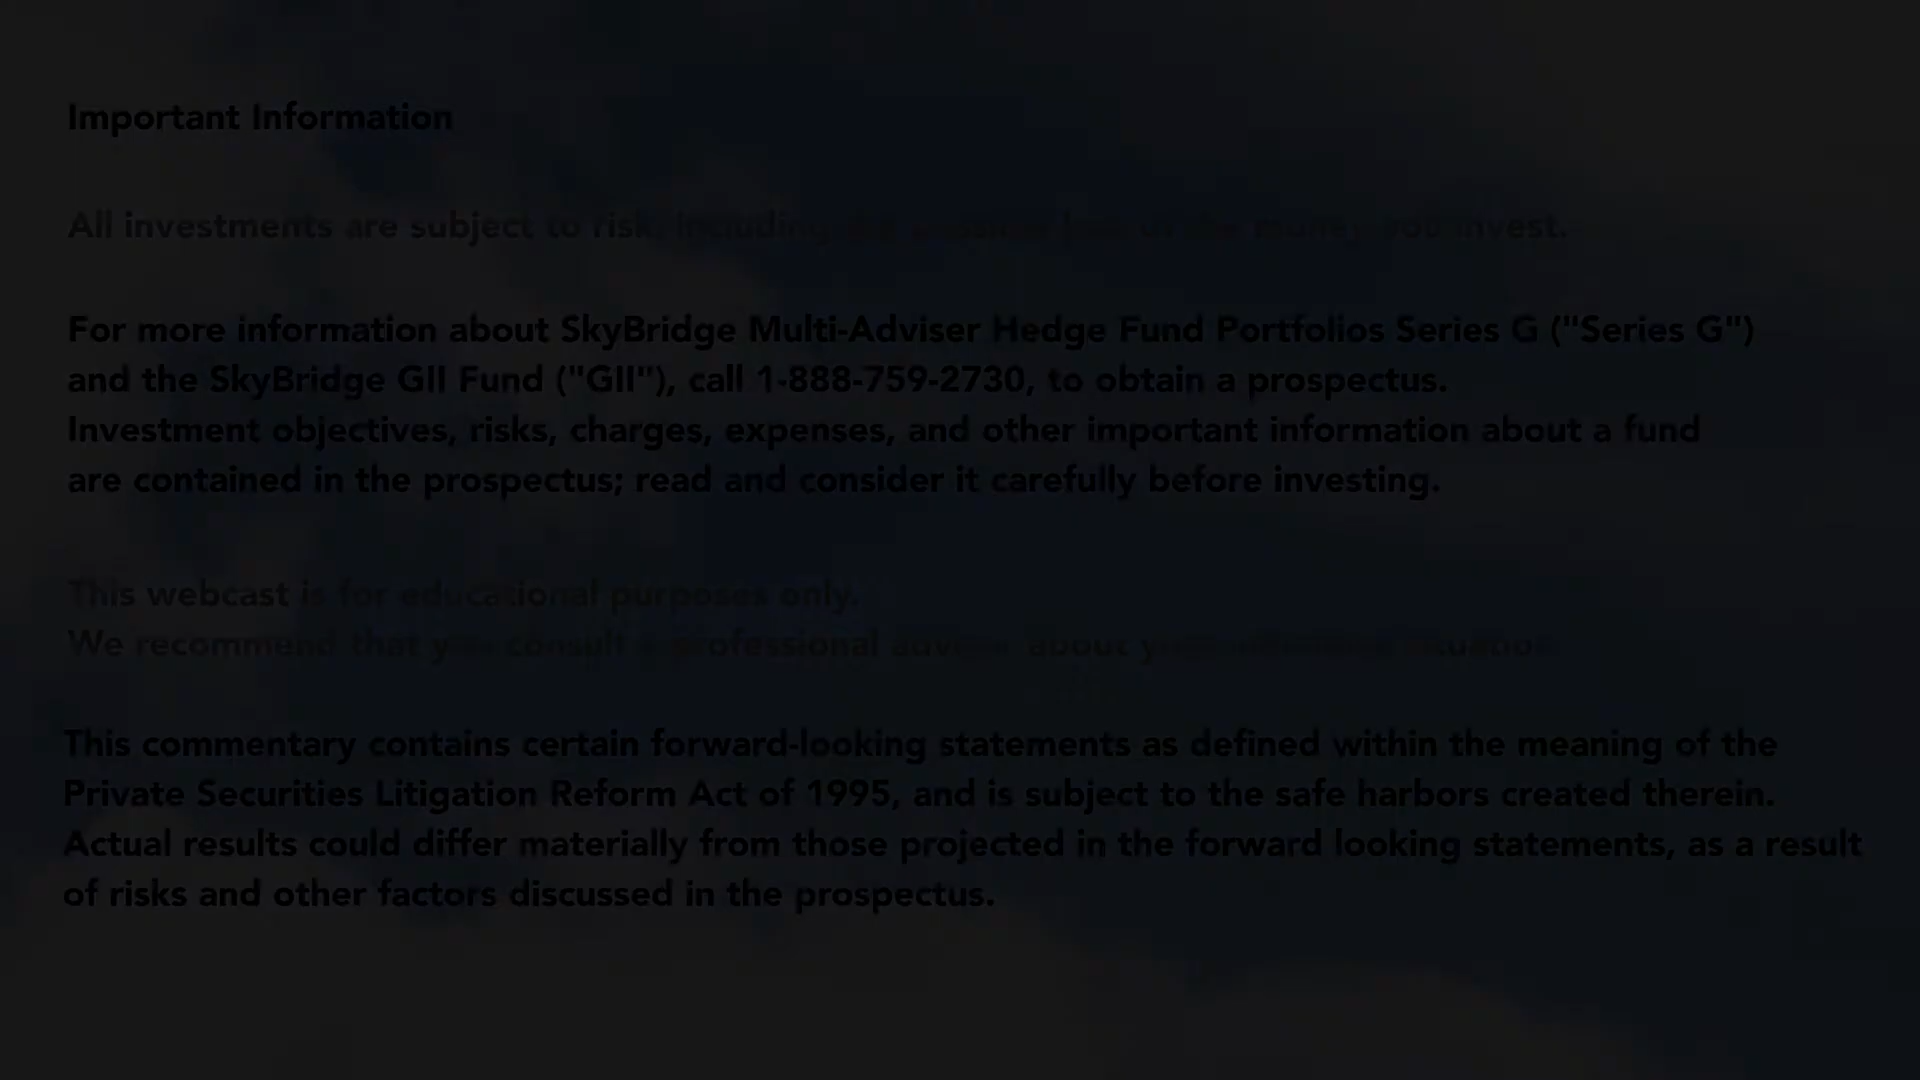 Important Information
All investments are subject to risk, including the possible loss of the money you invest.
For more information about SkyBridge Multi-Adviser Hedge Fund Portfolios Series G ("Series G")
and the SkyBridge GII Fund ("GII"), call 1-888-759-2730, to obtain a prospectus.
Investment objectives, risks, charges, expenses, and other important information about a fund
are contained in the prospectus; read and consider it carefully before investing.
This webcast is for educational purposes only.
We recommend that you consult a professional about situation
This commentary contains certain forward-looking statements as defined within the meaning of the
Private Securities Litigation Reform Act of 1995, and is subject to the safe harbors created therein.
Actual results could differ materially from those projected in the forward looking statements, as a result
of risks and other factors discussed in the prospectus.